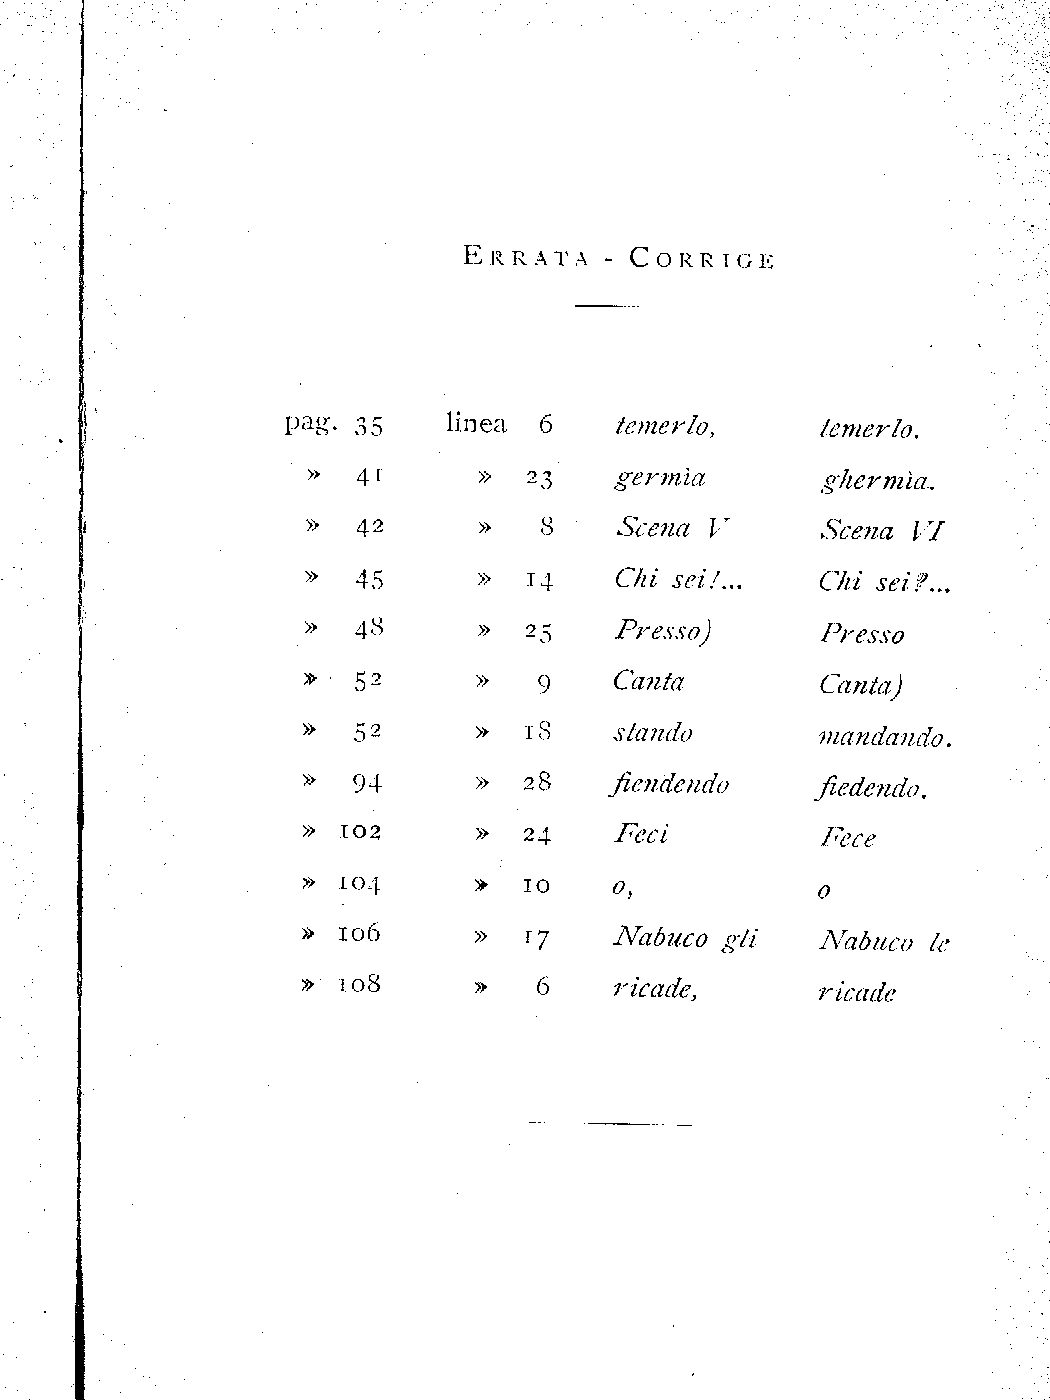 ERRATA - CORRIGE
pag. 35 linea 6 temerlo, temerlo.
» 41 » 23 germìa ghermìa.
» 42 » 8 Scena V Scena VI
» 45 » 14 Chi sei!... Chi sei?...
» 48 » 25 Presso) Presso
» 52 » 9 Canta Canta)
» 52 » 18 stando mandando.
» 94 » 28 fiendendo fiedendo.
» 102 » 24 Feci Fece
» 104 » 10 o, o
» 106 » 17 Nabuco gli Nabuco le
» 108 » 6 ricade, ricade